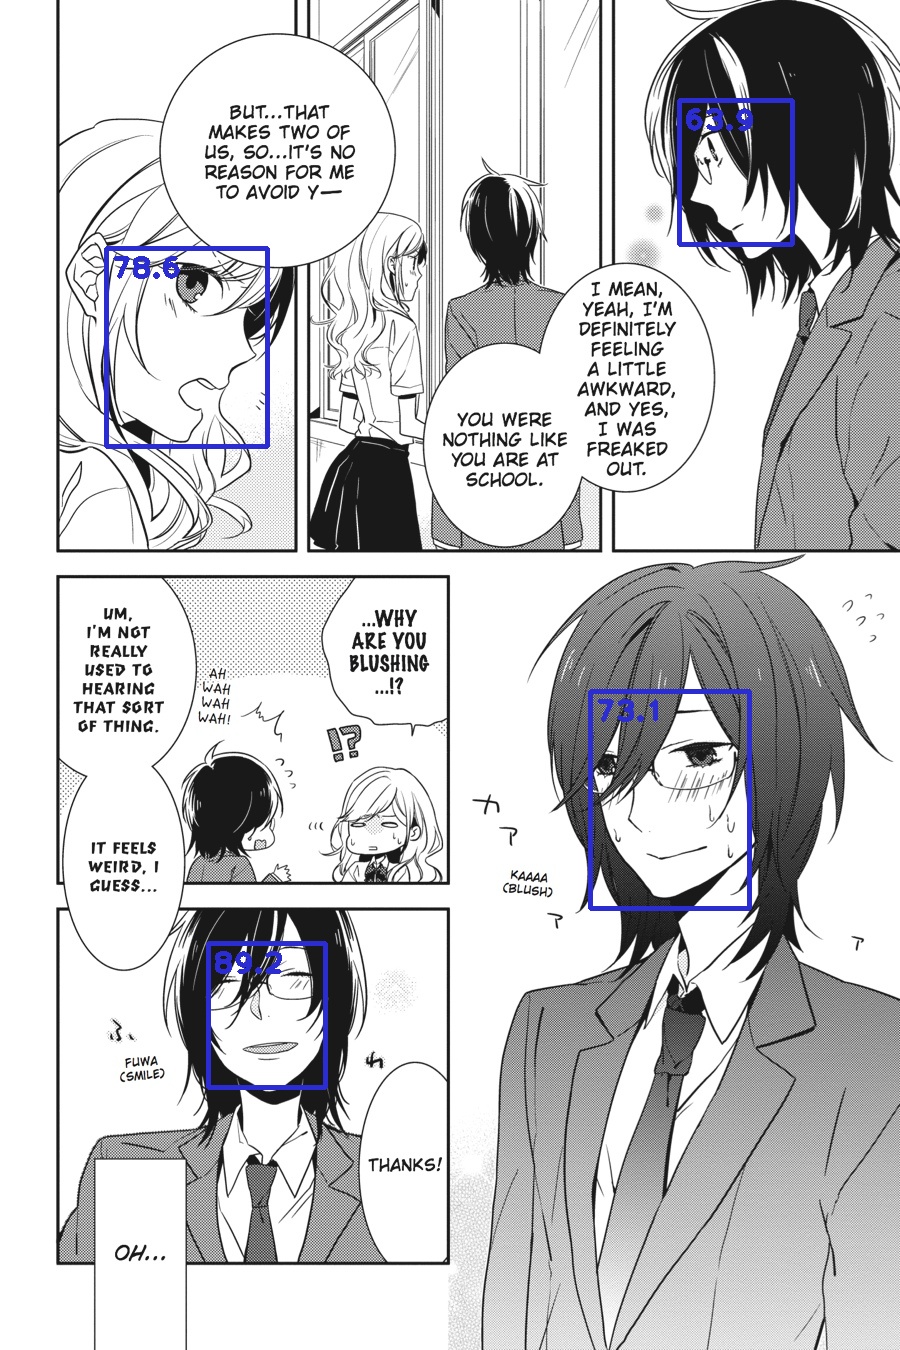 BUT...THAT
MAKES TWO OF
US, SO...IT'S NO
REASON FOR ME
TO AVOID Y—
78.6
63.9
I MEAN,
YEAH, I'M
DEFINITELY
FEELING
A LITTLE
AWKWARD,
AND YES,
I WAS
FREAKED
OUT.
YOU WERE
NOTHING LIKE
YOU ARE AT
SCHOOL.
UM,
I'M NOT
REALLY
USED TO
HEARING
THAT SORT
OF THING.
AH
WAH
WAH
WAH!
...WHY
ARE YOU
BLUSHING
...!?
!?
IT FEELS
WEIRD, I
GUESS...
73.1
カ
ァ
ァ
ァ
KAAAA
(BLUSH)
89.2
ふ
わ
FUWA
(SMILE)
THANKS!
OH...